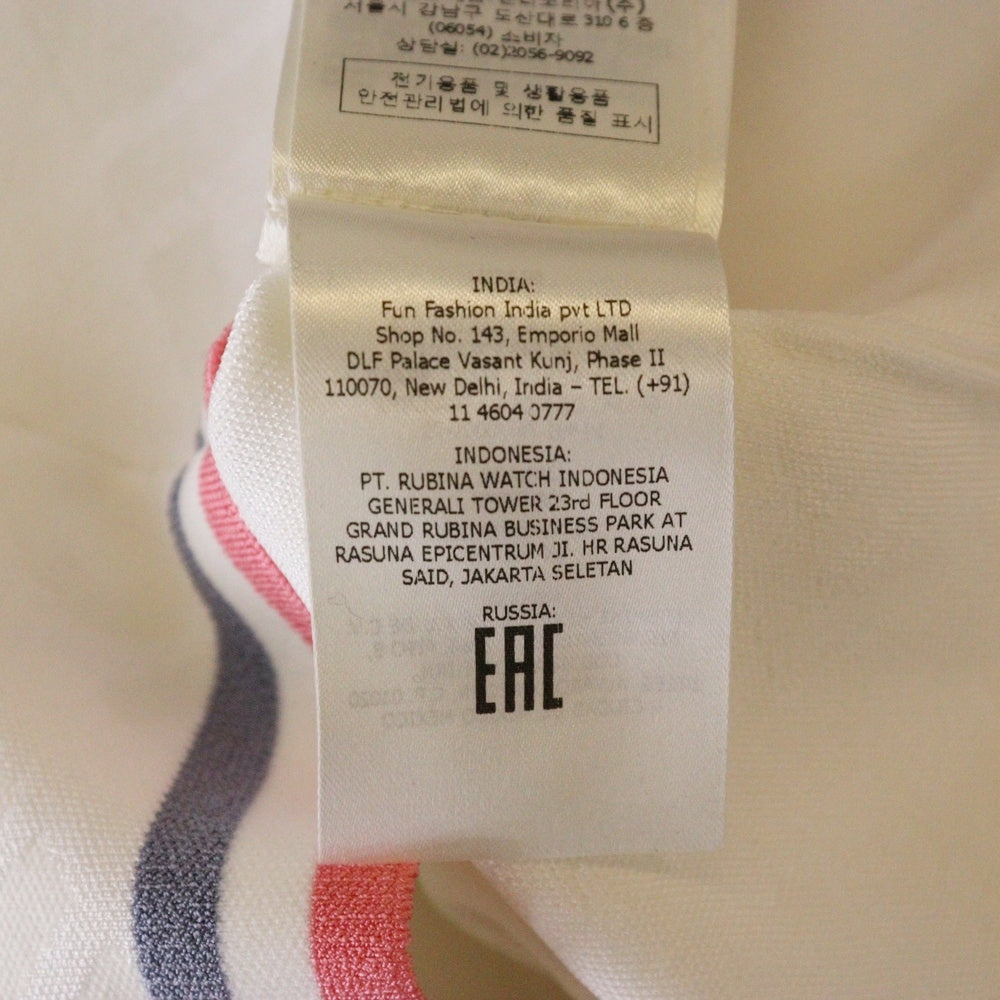 서울시 강남구 도산대로 310 6 층
(06054) 소비자
상담실: (02)2056-9092
전기용품 및 생활용품
안전관리법에 의한 품질 표시
INDIA:
Fun Fashion India pvt LTD
Shop No. 143, Emporio Mall
DLF Palace Vasant Kunj, Phase II
110070, New Delhi, India – TEL. (+91)
11 4604 0777
INDONESIA:
PT. RUBINA WATCH INDONESIA
GENERALI TOWER 23rd FLOOR
GRAND RUBINA BUSINESS PARK AT
RASUNA EPICENTRUM JI. HR RASUNA
SAID, JAKARTA SELETAN
RUSSIA:
EAC